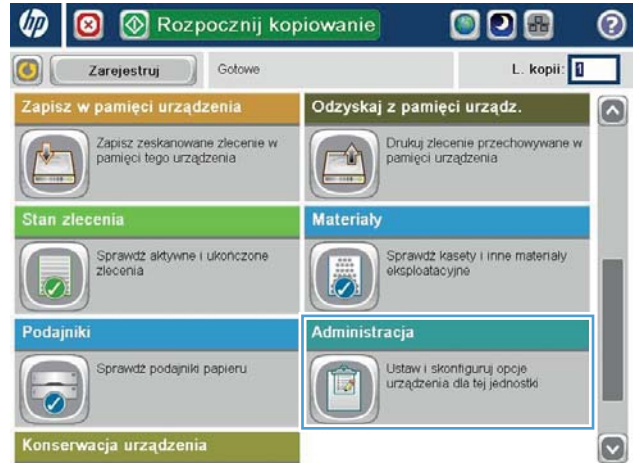 hp
Rozpocznij kopiowanie
?
Zarejestruj
Gotowe
L. kopii: 1
Zapisz w pamięci urządzenia
Zapisz zeskanowane zlecenie w
pamięci tego urządzenia
Odzyskaj z pamięci urządz.
Drukuj zlecenie przechowywane w
pamięci urządzenia
Stan zlecenia
Sprawdź aktywne i ukończone
zlecenia
Materiały
Sprawdź kasety i inne materiały
eksploatacyjne
Podajniki
Sprawdź podajniki papieru
Administracja
Ustaw i skonfiguruj opcje
urządzenia dla tej jednostki
Konserwacja urządzenia